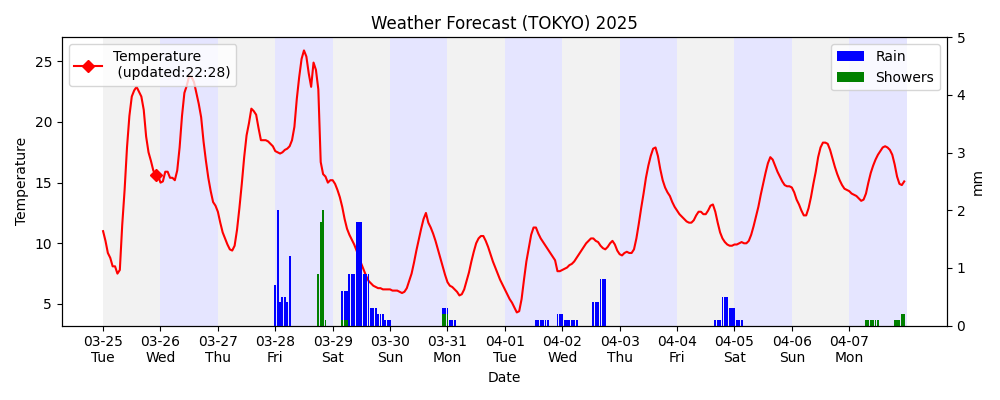 Weather Forecast (TOKYO) 2025
Temperature
(updated:22:28)
Rain
Showers
Temperature
25
20
15
10
5
5
4
3
2
1
0
mm
03-25 03-26 03-27 03-28 03-29 03-30 03-31 04-01 04-02 04-03 04-04 04-05 04-06 04-07
Tue Wed Thu Fri Sat Sun Mon Tue Wed Thu Fri Sat Sun Mon
Date